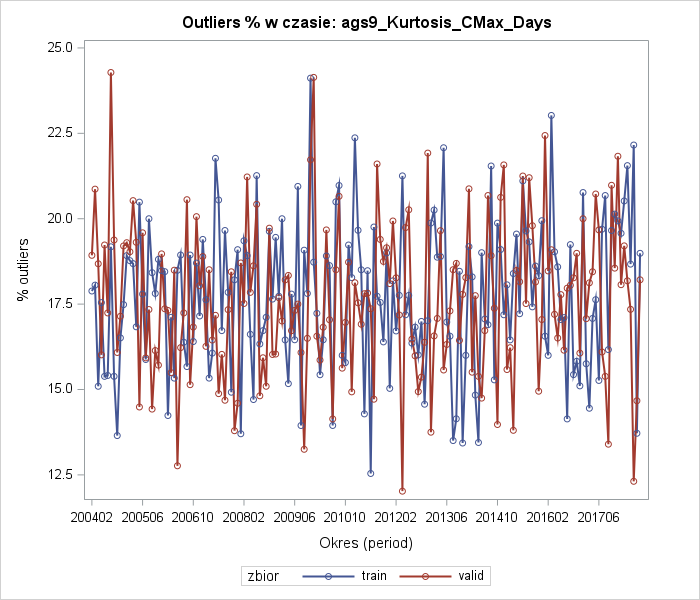 Outliers % w czasie: ags9_Kurtosis_CMax_Days
% outliers
25.0
22.5
20.0
17.5
15.0
12.5
200402 200506 200610 200802 200906 201010 201202 201306 201410 201602 201706
Okres (period)
zbior train valid